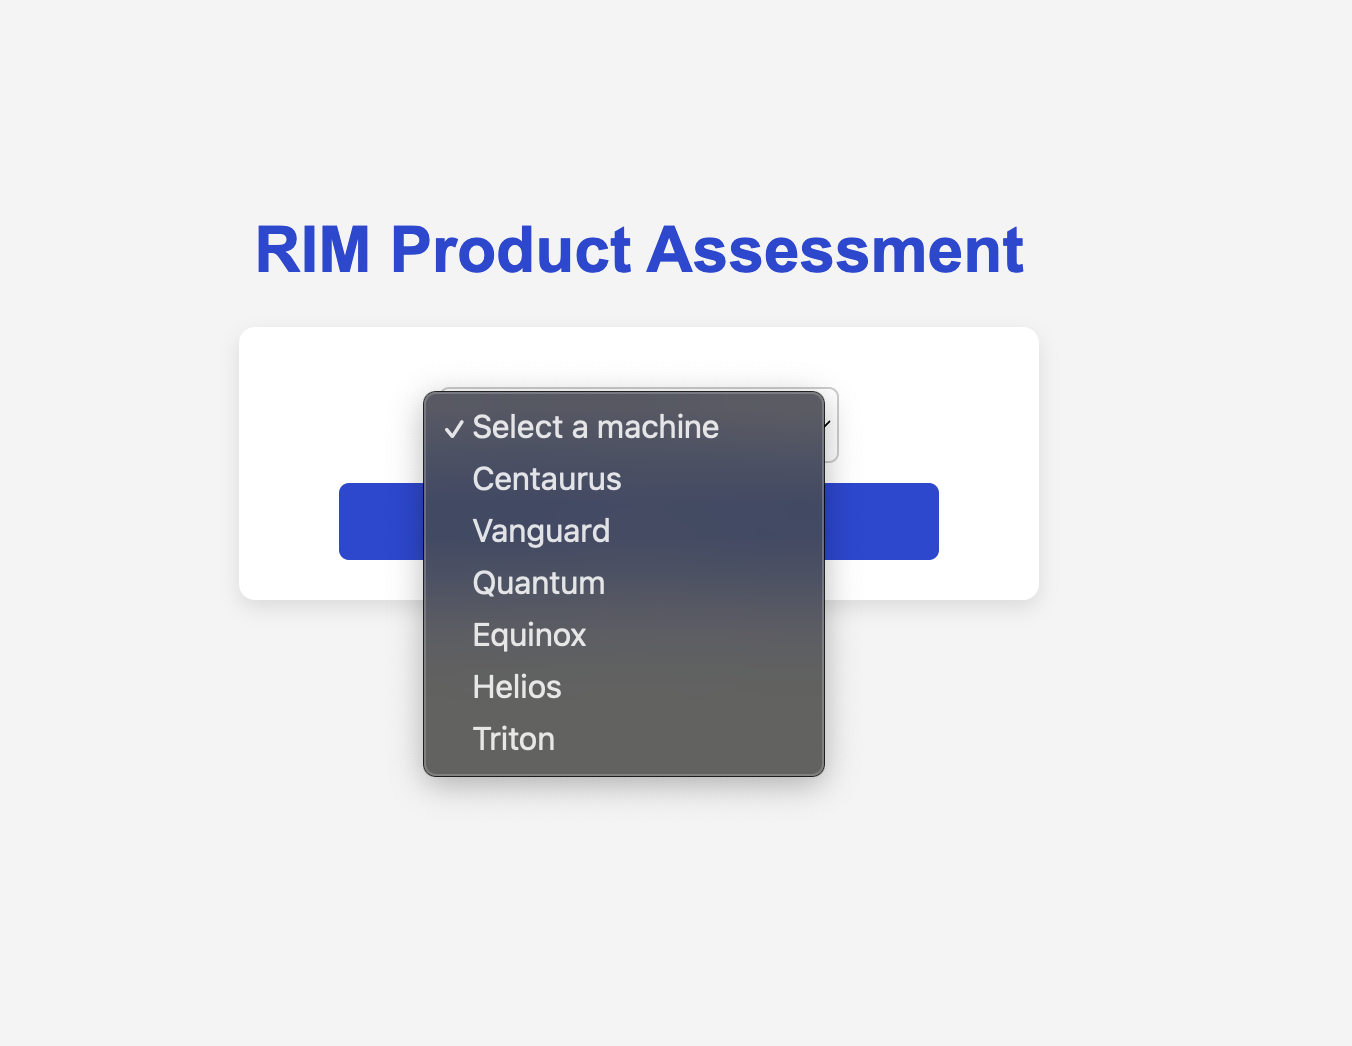 RIM Product Assessment
✓ Select a machine
Centaurus
Vanguard
Quantum
Equinox
Helios
Triton